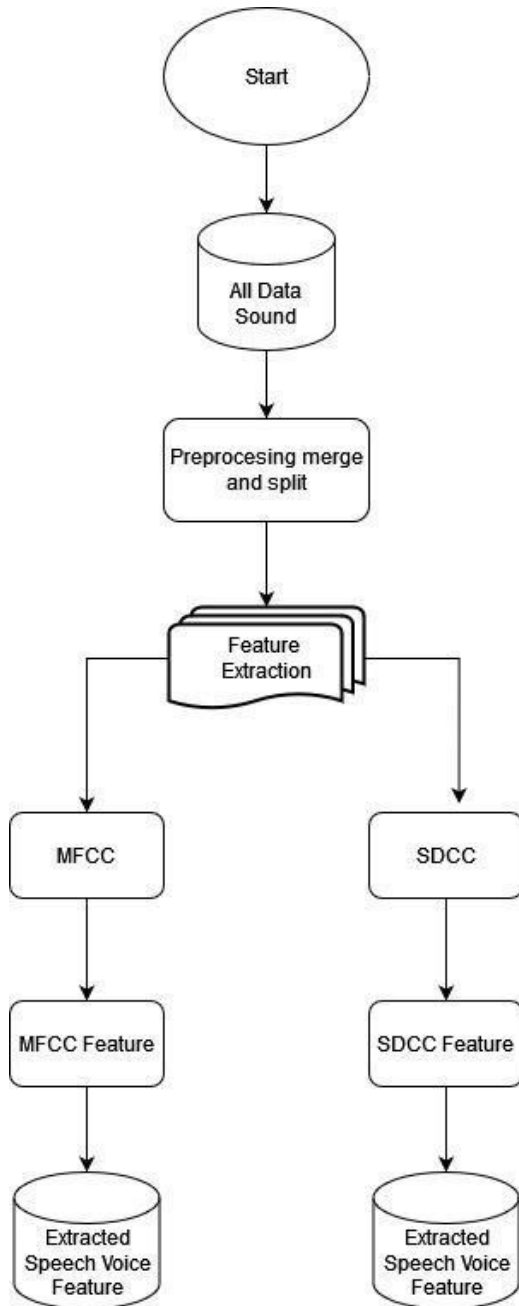 Start
All Data
Sound
Preprocesing merge
and split
Feature
Extraction
MFCC
SDCC
MFCC Feature
SDCC Feature
Extracted
Speech Voice
Feature
Extracted
Speech Voice
Feature